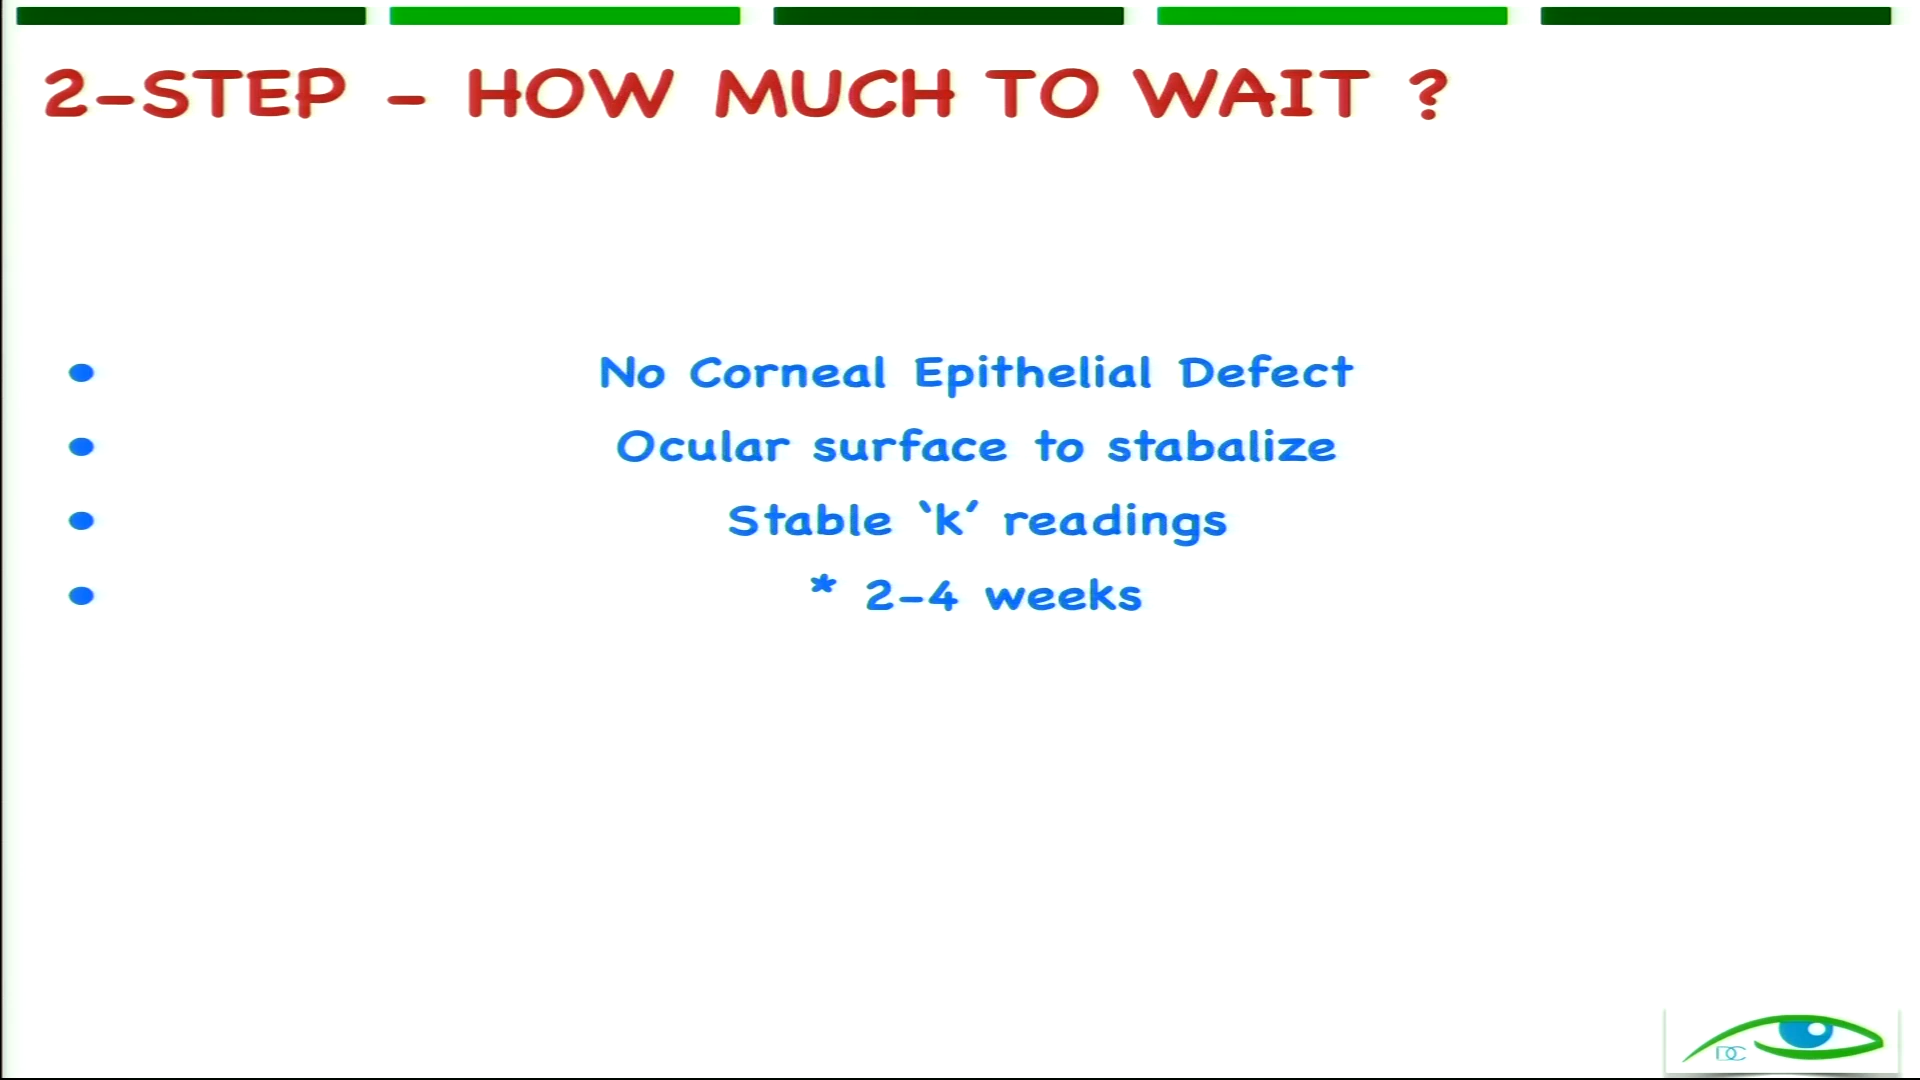 2-STEP - HOW MUCH TO WAIT ?
• No Corneal Epithelial Defect
• Ocular surface to stabalize
• Stable ‘k’ readings
• * 2-4 weeks
DC